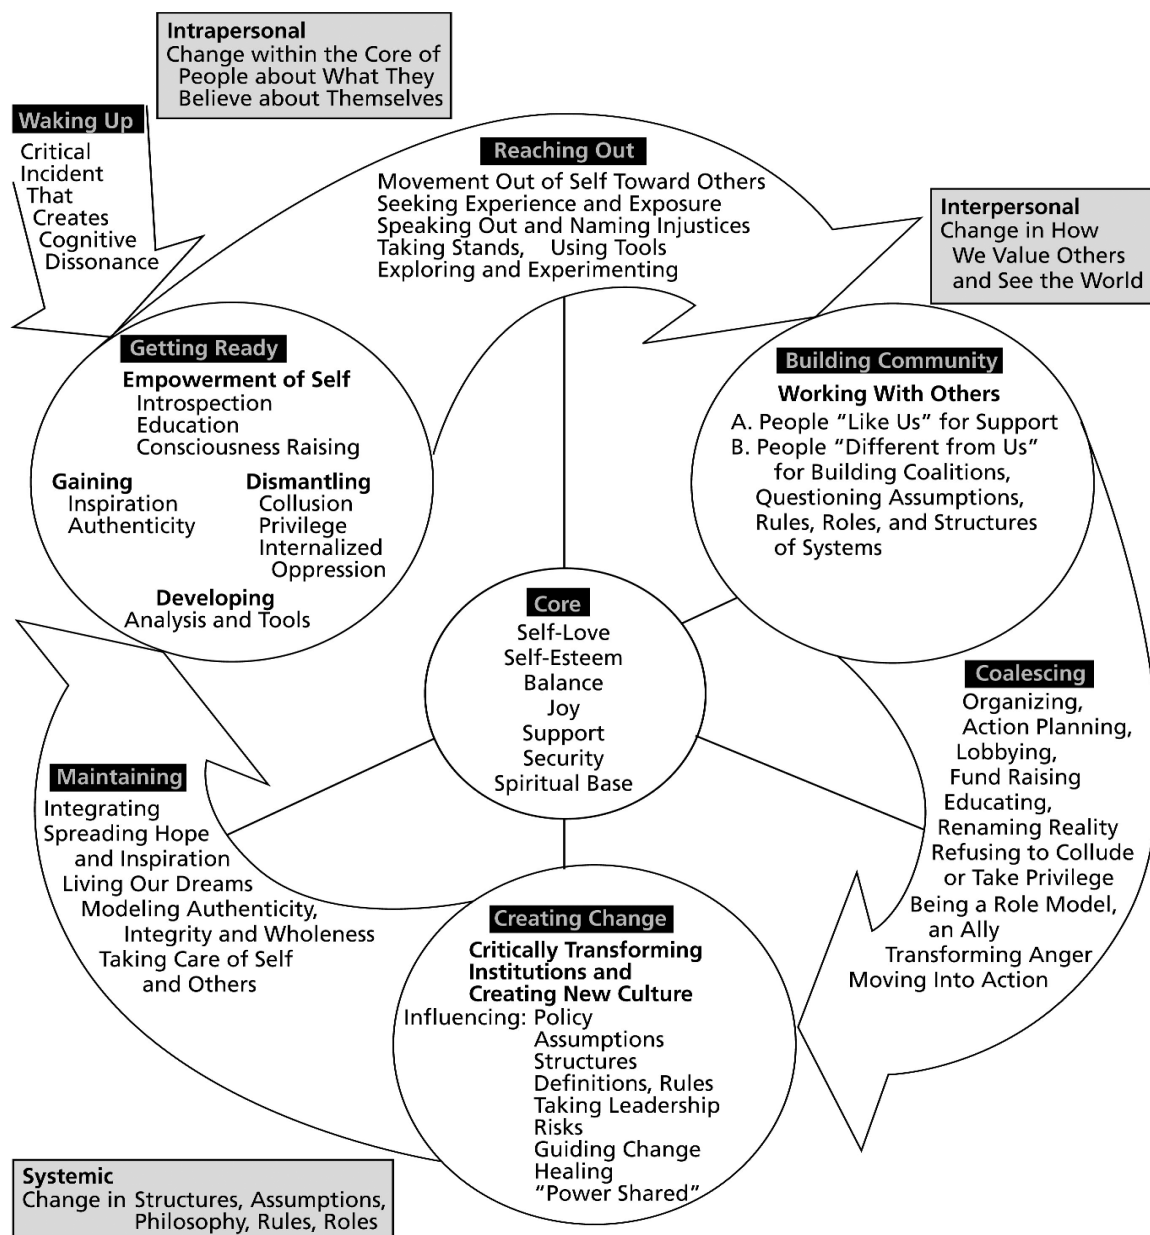 Intrapersonal
Change within the Core of
People about What They
Believe about Themselves
Waking Up
Critical
Incident
That
Creates
Cognitive
Dissonance
Reaching Out
Movement Out of Self Toward Others
Seeking Experience and Exposure
Speaking Out and Naming Injustices
Taking Stands, Using Tools
Exploring and Experimenting
Interpersonal
Change in How
We Value Others
and See the World
Getting Ready
Empowerment of Self
Introspection
Education
Consciousness Raising
Gaining
Inspiration
Authenticity
Dismantling
Collusion
Privilege
Internalized
Oppression
Developing
Analysis and Tools
Building Community
Working With Others
A. People “Like Us” for Support
B. People “Different from Us”
for Building Coalitions,
Questioning Assumptions,
Rules, Roles, and Structures
of Systems
Core
Self-Love
Self-Esteem
Balance
Joy
Support
Security
Spiritual Base
Coalescing
Organizing,
Action Planning,
Lobbying,
Fund Raising
Educating,
Renaming Reality
Refusing to Collude
or Take Privilege
Being a Role Model,
an Ally
Transforming Anger
Moving Into Action
Maintaining
Integrating
Spreading Hope
and Inspiration
Living Our Dreams
Modeling Authenticity,
Integrity and Wholeness
Taking Care of Self
and Others
Creating Change
Critically Transforming
Institutions and
Creating New Culture
Influencing: Policy
Assumptions
Structures
Definitions, Rules
Taking Leadership
Risks
Guiding Change
Healing
“Power Shared”
Systemic
Change in Structures, Assumptions,
Philosophy, Rules, Roles